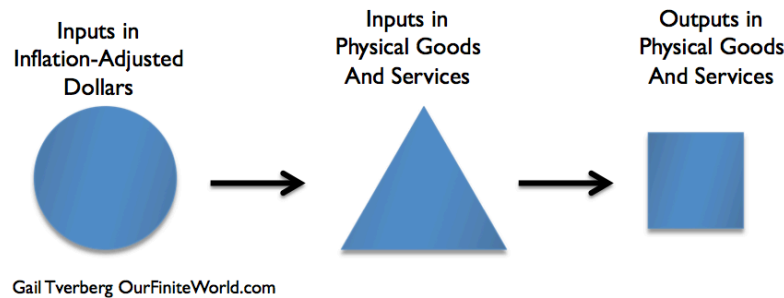 Inputs in
Inflation-Adjusted
Dollars
Inputs in
Physical Goods
And Services
Outputs in
Physical Goods
And Services
Gail Tverberg OurFiniteWorld.com